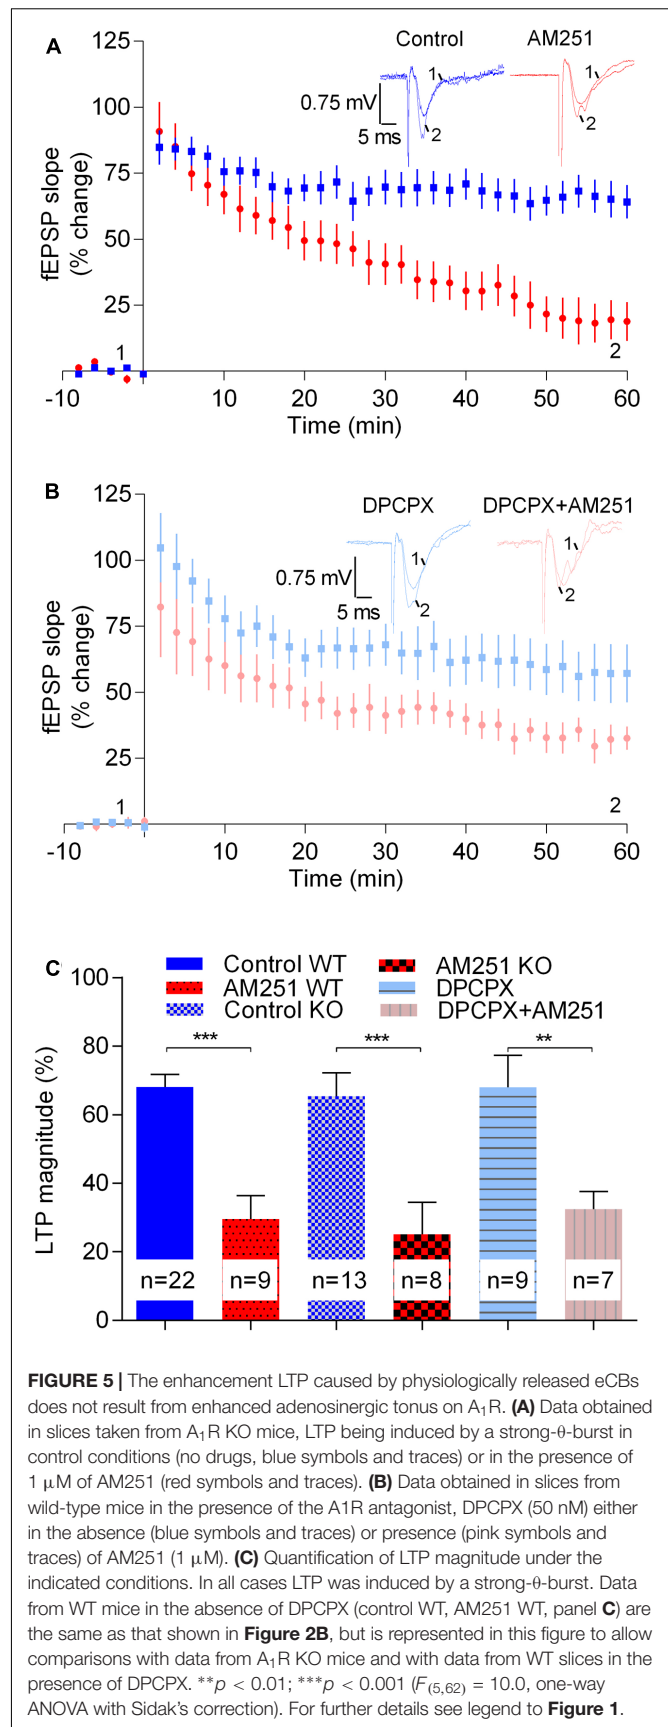 A
125
100
75
50
25
fEPSP slope
(% change)
Control
AM251
0.75 mV
5 ms
1
2
1
2
1
2
-10
10
20
30
40
50
60
Time (min)
B
125
100
75
50
25
fEPSP slope
(% change)
DPCPX
DPCPX+AM251
0.75 mV
5 ms
1
2
1
2
1
2
-10
10
20
30
40
50
60
Time (min)
C
100
80
60
40
20
0
LTP magnitude (%)
Control WT
AM251 WT
Control KO
AM251 KO
DPCPX
DPCPX+AM251
***
***
**
n=22
n=9
n=13
n=8
n=9
n=7
FIGURE 5 | The enhancement LTP caused by physiologically released eCBs
does not result from enhanced adenosinergic tonus on A₁R. (A) Data obtained
in slices taken from A₁R KO mice, LTP being induced by a strong-θ-burst in
control conditions (no drugs, blue symbols and traces) or in the presence of
1 μM of AM251 (red symbols and traces). (B) Data obtained in slices from
wild-type mice in the presence of the A1R antagonist, DPCPX (50 nM) either
in the absence (blue symbols and traces) or presence (pink symbols and
traces) of AM251 (1 μM). (C) Quantification of LTP magnitude under the
indicated conditions. In all cases LTP was induced by a strong-θ-burst. Data
from WT mice in the absence of DPCPX (control WT, AM251 WT, panel C) are
the same as that shown in Figure 2B, but is represented in this figure to allow
comparisons with data from A₁R KO mice and with data from WT slices in the
presence of DPCPX. **p < 0.01; ***p < 0.001 (F(5,62) = 10.0, one-way
ANOVA with Sidak's correction). For further details see legend to Figure 1.